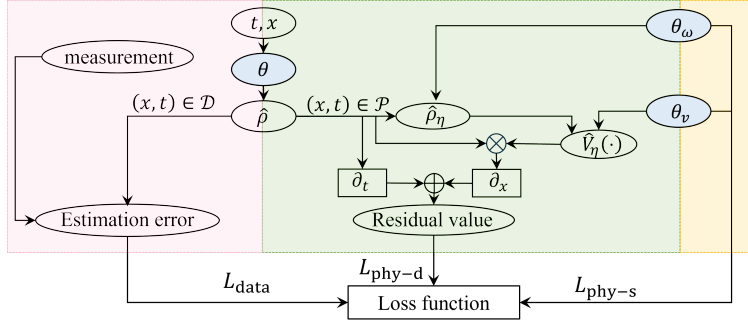 t, x
θ_ω
measurement
θ
θ_v
(x, t) ∈ 𝒟
ρ̂
(x, t) ∈ 𝒫
ρ̂_η
⊗
V̂_η(·)
∂_t
⊕
∂_x
Estimation error
Residual value
L_data
L_phy−d
L_phy−s
Loss function